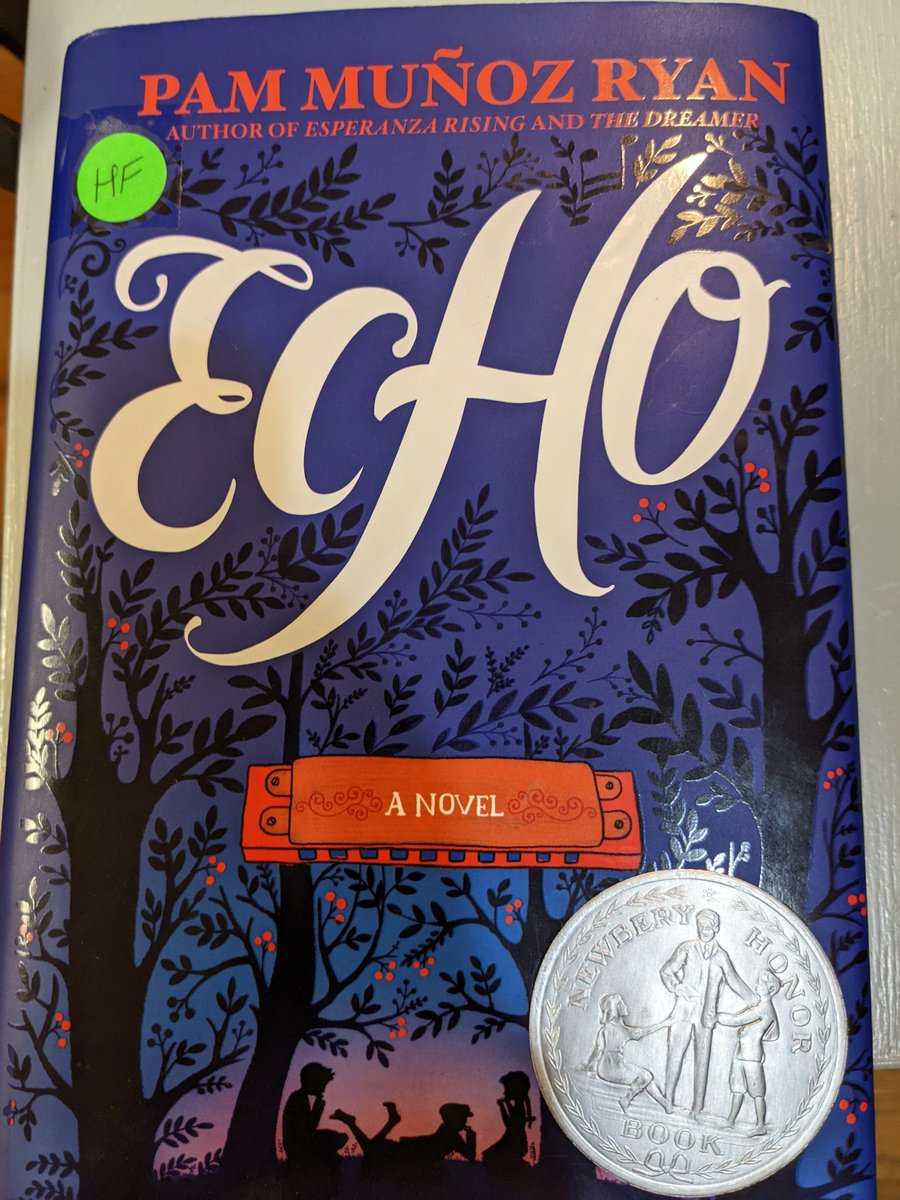 PAM MUÑOZ RYAN
AUTHOR OF ESPERANZA RISING AND THE DREAMER
HF
ECHO
A NOVEL
NEWBERY HONOR
BOOK